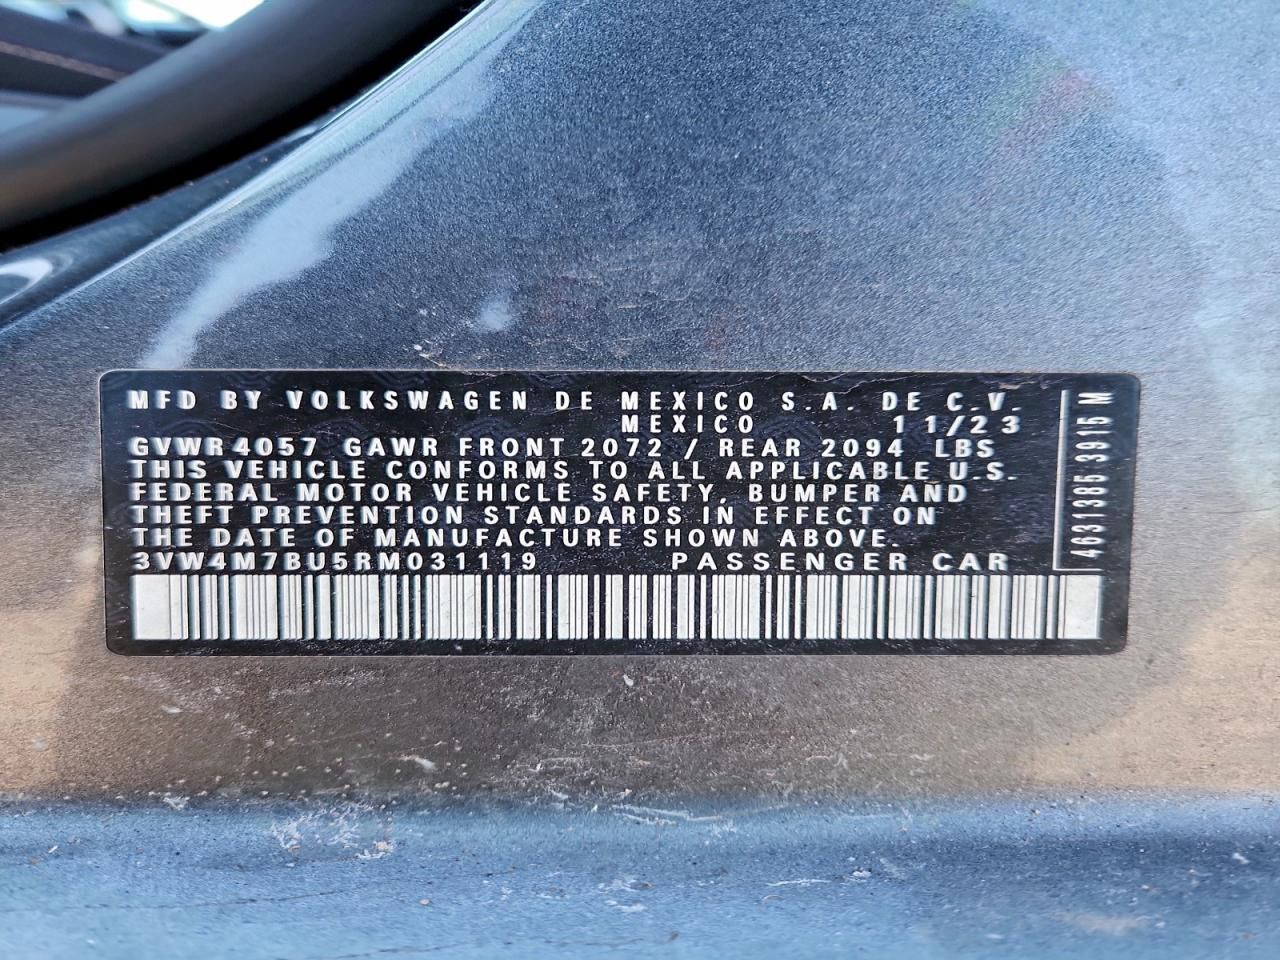 MFD BY VOLKSWAGEN DE MEXICO S.A. DE C.V.
MEXICO 11/23
GVWR 4057 GAWR FRONT 2072 / REAR 2094 LBS
THIS VEHICLE CONFORMS TO ALL APPLICABLE U.S.
FEDERAL MOTOR VEHICLE SAFETY, BUMPER AND
THEFT PREVENTION STANDARDS IN EFFECT ON
THE DATE OF MANUFACTURE SHOWN ABOVE.
3VW4M7BU5RM031119 PASSENGER CAR
463 1385 3915 M